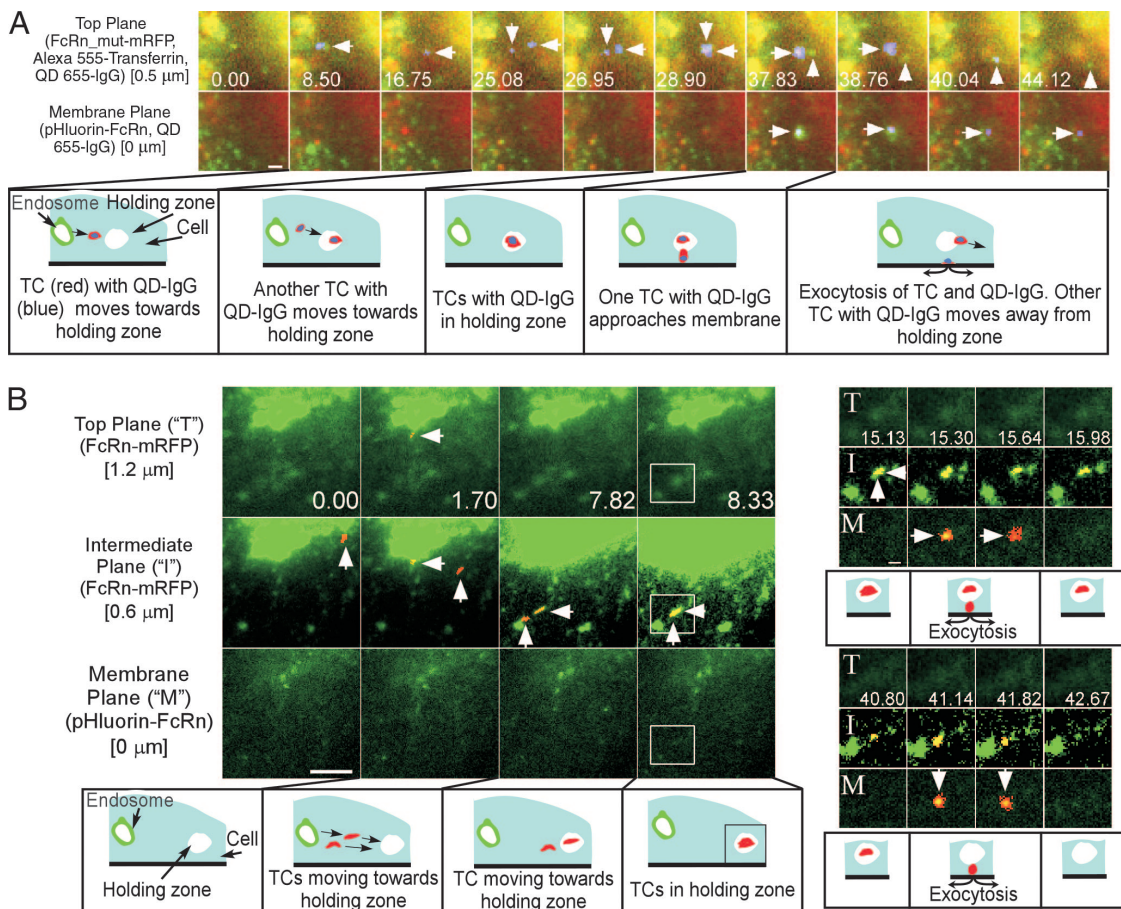 A
Top Plane
(FcRn_mut-mRFP,
Alexa 555-Transferrin,
QD 655-IgG) [0.5 μm]
0.00
8.50
16.75
25.08
26.95
28.90
37.83
38.76
40.04
44.12
Membrane Plane
(pHluorin-FcRn, QD
655-IgG) [0 μm]
Endosome
Holding zone
Cell
TC (red) with QD-IgG
(blue) moves towards
holding zone
Another TC with
QD-IgG moves towards
holding zone
TCs with QD-IgG
in holding zone
One TC with QD-IgG
approaches membrane
Exocytosis of TC and QD-IgG. Other
TC with QD-IgG moves away from
holding zone
B
Top Plane ("T")
(FcRn-mRFP)
[1.2 μm]
0.00
1.70
7.82
8.33
Intermediate
Plane ("I")
(FcRn-mRFP)
[0.6 μm]
Membrane
Plane ("M")
(pHluorin-FcRn)
[0 μm]
Endosome
Cell
Holding zone
TCs moving towards
holding zone
TC moving towards
holding zone
TCs in holding zone
T
15.13
15.30
15.64
15.98
I
M
Exocytosis
T
40.80
41.14
41.82
42.67
I
M
Exocytosis